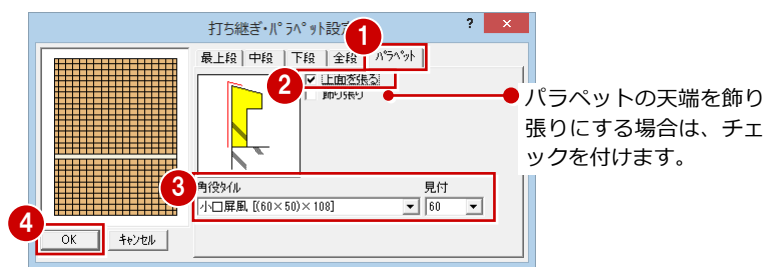 打ち継ぎ・パラペット設定
?
×
1
最上段
中段
下段
全段
パラペット
2
上面を張る
飾り張り
パラペットの天端を飾り
張りにする場合は、チェ
ックを付けます。
3
角役タイル
見付
小口屏風 [(60×50)×108]
60
4
OK
キャンセル